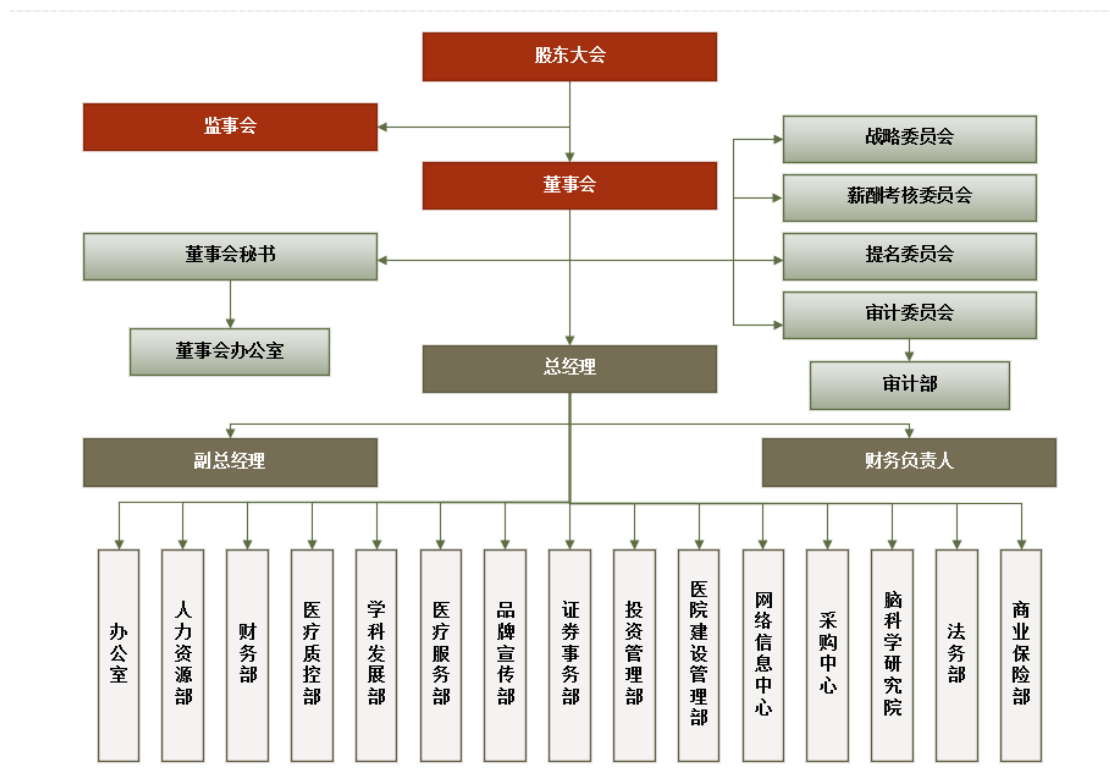 股东大会
监事会
董事会
战略委员会
薪酬考核委员会
董事会秘书
提名委员会
审计委员会
董事会办公室
总经理
审计部
副总经理
财务负责人
办公室
人力资源部
财务部
医疗质控部
学科发展部
医疗服务部
品牌宣传部
证券事务部
投资管理部
医院建设管理部
网络信息中心
采购中心
脑科学研究院
法务部
商业保险部